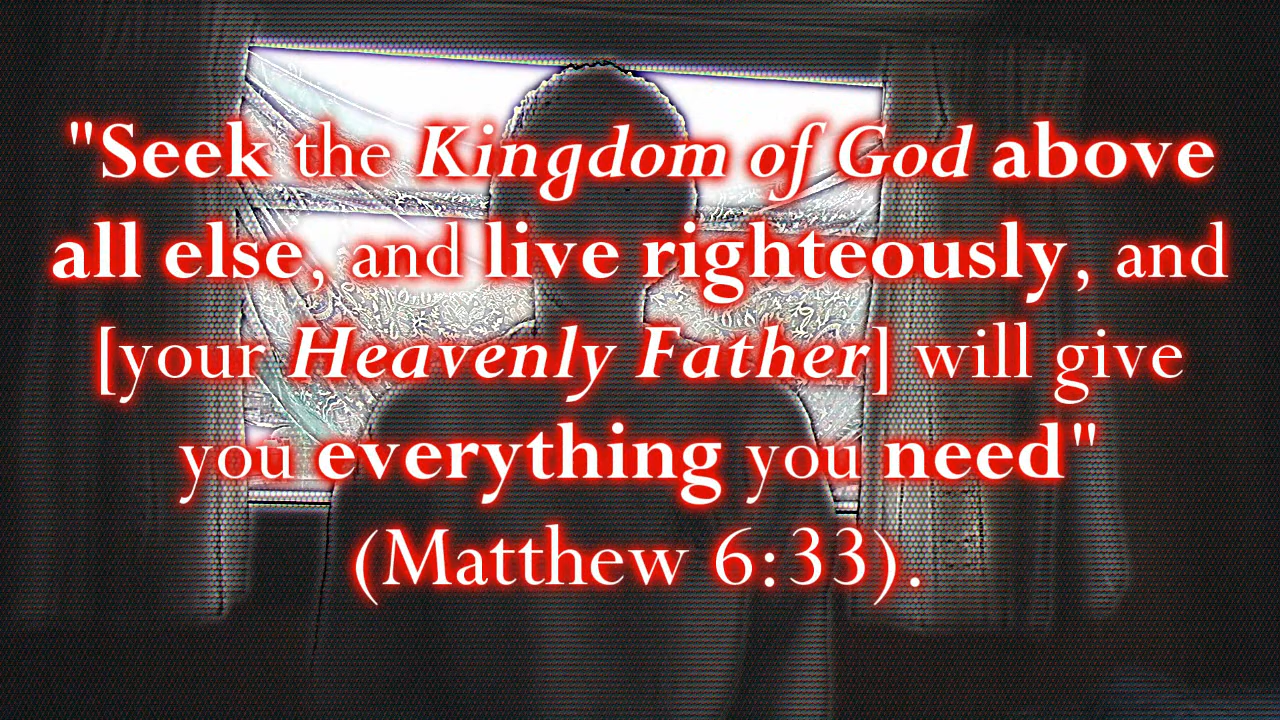 "Seek the Kingdom of God above
all else, and live righteously, and
[your Heavenly Father] will give
you everything you need"
(Matthew 6:33).